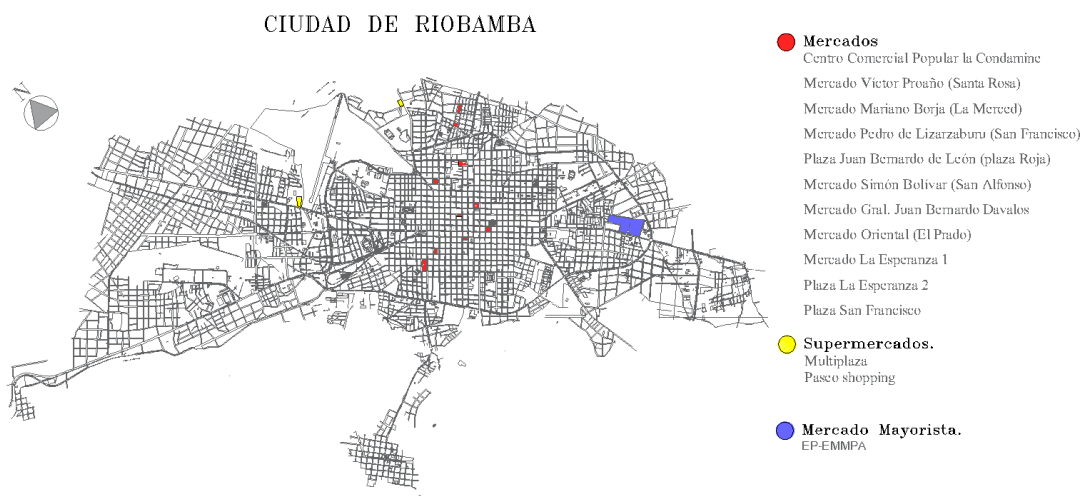 CIUDAD DE RIOBAMBA
N
Mercados
Centro Comercial Popular la Condamine
Mercado Victor Proaño (Santa Rosa)
Mercado Mariano Borja (La Merced)
Mercado Pedro de Lizarzaburu (San Francisco)
Plaza Juan Bernardo de León (plaza Roja)
Mercado Simón Bolívar (San Alfonso)
Mercado Gral. Juan Bernardo Davalos
Mercado Oriental (El Prado)
Mercado La Esperanza 1
Plaza La Esperanza 2
Plaza San Francisco
Supermercados.
Multiplaza
Paseo shopping
Mercado Mayorista.
EP-EMMPA